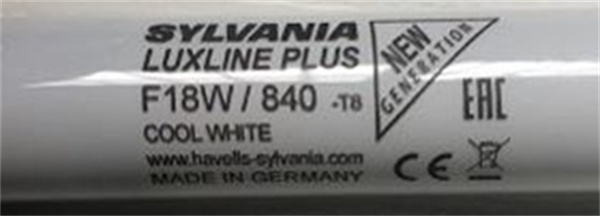 SYLVANIA
LUXLINE PLUS
F18W / 840 -T8
COOL WHITE
www.havells-sylvania.com
MADE IN GERMANY
NEW
GENERATION
EAC
CE